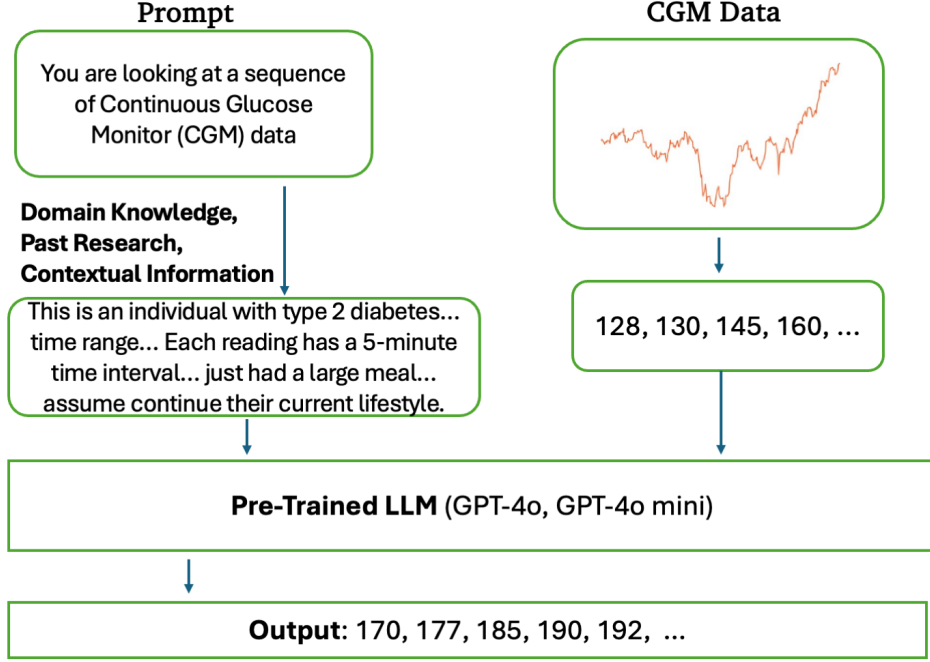 Prompt
You are looking at a sequence
of Continuous Glucose
Monitor (CGM) data
Domain Knowledge,
Past Research,
Contextual Information
This is an individual with type 2 diabetes...
time range... Each reading has a 5-minute
time interval... just had a large meal...
assume continue their current lifestyle.
CGM Data
128, 130, 145, 160, ...
Pre-Trained LLM (GPT-4o, GPT-4o mini)
Output: 170, 177, 185, 190, 192, ...